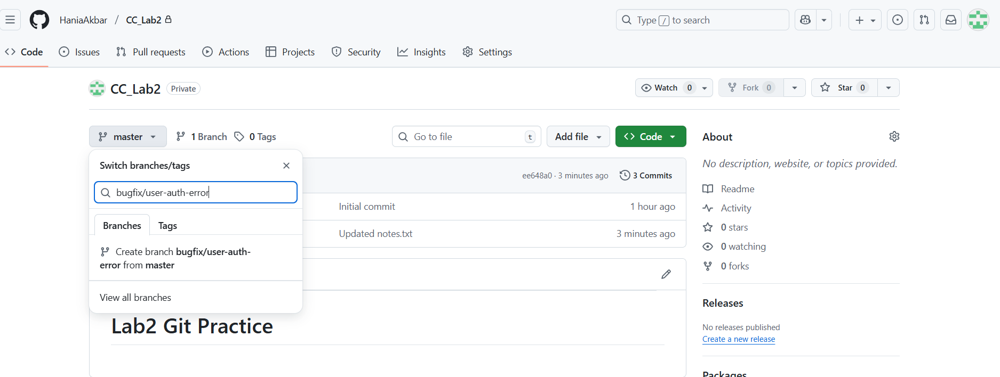 HaniaAkbar / CC_Lab2
Type / to search
Code Issues Pull requests Actions Projects Security Insights Settings
CC_Lab2 Private
Watch 0 Fork 0 Star 0
master 1 Branch 0 Tags Go to file t Add file Code
Switch branches/tags
bugfix/user-auth-error
Branches Tags
Create branch bugfix/user-auth-
error from master
View all branches
ee648a0 · 3 minutes ago 3 Commits
Initial commit 1 hour ago
Updated notes.txt 3 minutes ago
Lab2 Git Practice
About
No description, website, or topics provided.
Readme
Activity
0 stars
0 watching
0 forks
Releases
No releases published
Create a new release
Packages